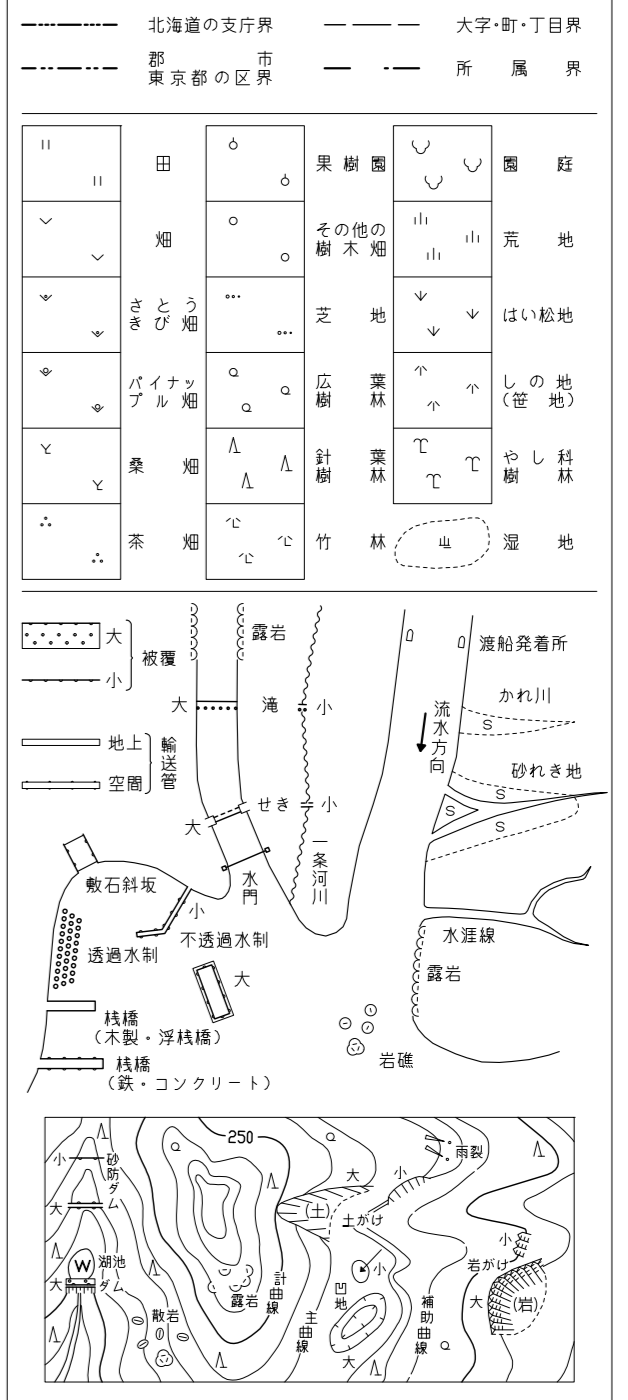 北海道の支庁界
大字・町・丁目界
郡市
東京都の区界
所属界
田
果樹園
園庭
畑
その他の
樹木畑
荒地
さとう
きび畑
芝地
はい松地
パイナッ
プル畑
広葉
樹林
しの地
(笹地)
桑畑
針葉
樹林
やし科
樹林
茶畑
竹林
湿地
大
小
被覆
露岩
渡船発着所
大
滝
小
流水方向
かれ川
S
地上
空間
輸送管
砂れき地
S
S
大
せき
小
一条河川
水門
敷石斜坂
小
不透過水制
透過水制
大
水涯線
露岩
桟橋
(木製・浮桟橋)
岩礁
桟橋
(鉄・コンクリート)
250
小
砂防ダム
大
雨裂
大
小
(土)
土がけ
小
岩がけ
W
湖池ダム
大
小
凹地
大
(岩)
露岩
散岩
計曲線
主曲線
大
補助曲線